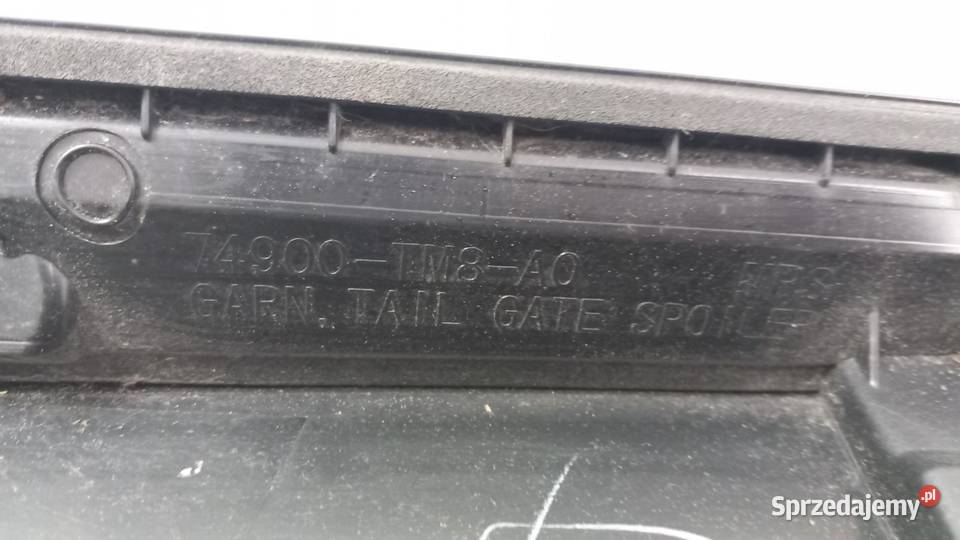 74900-TM8-A0
GARN. TAIL GATE SPOILER
Sprzedajemy.pl